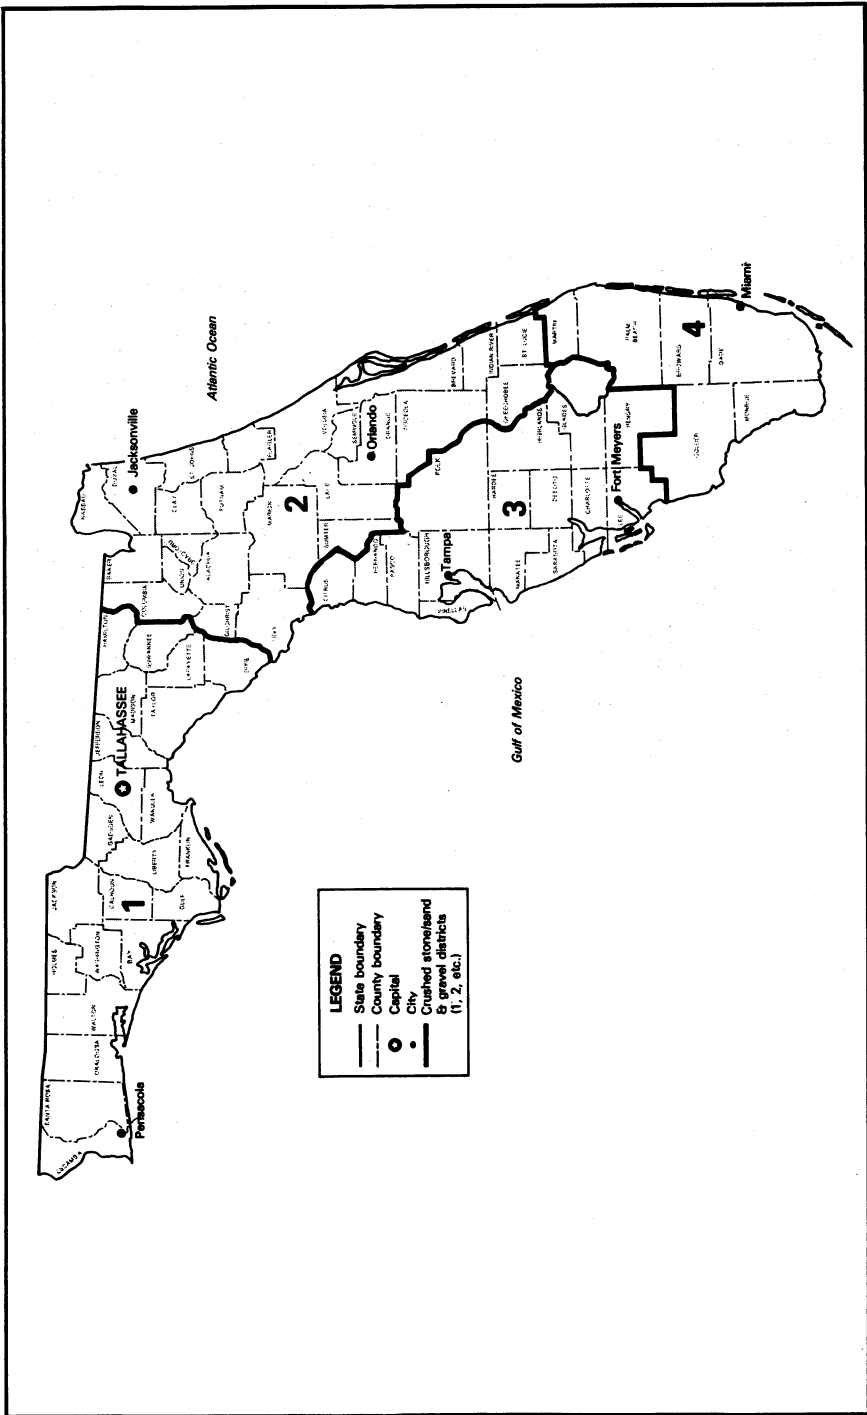 Atlantic Ocean
Gulf of Mexico
LEGEND
State boundary
County boundary
Capital
City
Crushed stone/sand
& gravel districts
(1, 2, etc.)
1
2
3
4
TALLAHASSEE
Pensacola
Jacksonville
Orlando
Tampa
Fort Meyers
Miami
ESCAMBIA
SANTA ROSA
OKALOOSA
WALTON
HOLMES
WASHINGTON
BAY
JACKSON
CALHOUN
GULF
LIBERTY
FRANKLIN
GADSDEN
LEON
WAKULLA
JEFFERSON
MADISON
TAYLOR
HAMILTON
SUWANNEE
LAFAYETTE
DIXIE
COLUMBIA
BAKER
NASSAU
DUVAL
UNION
CLAY
ST JOHNS
ALACHUA
PUTNAM
FLAGLER
GILCHRIST
LEVY
MARION
VOLUSIA
CITRUS
SUMTER
LAKE
SEMINOLE
ORANGE
HERNANDO
PASCO
OSCEOLA
BREVARD
HILLSBOROUGH
PINELLAS
POLK
INDIAN RIVER
MANATEE
HARDEE
HIGHLANDS
OKEECHOBEE
ST LUCIE
SARASOTA
DESOTO
MARTIN
CHARLOTTE
GLADES
LEE
HENDRY
PALM
BEACH
COLLIER
BROWARD
MONROE
DADE